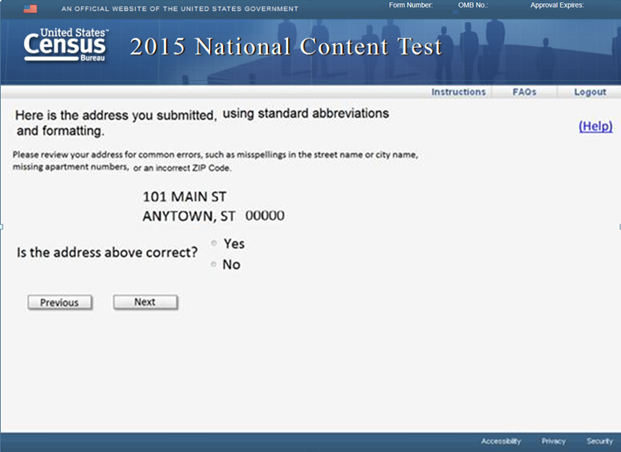 AN OFFICIAL WEBSITE OF THE UNITED STATES GOVERNMENT Form Number: OMB No.: Approval Expires:
United States™
Census
Bureau
2015 National Content Test
Instructions FAQs Logout
Here is the address you submitted, using standard abbreviations
and formatting.
(Help)
Please review your address for common errors, such as misspellings in the street name or city name,
missing apartment numbers, or an incorrect ZIP Code.
101 MAIN ST
ANYTOWN, ST 00000
Is the address above correct?
Yes
No
Previous Next
Accessibility Privacy Security